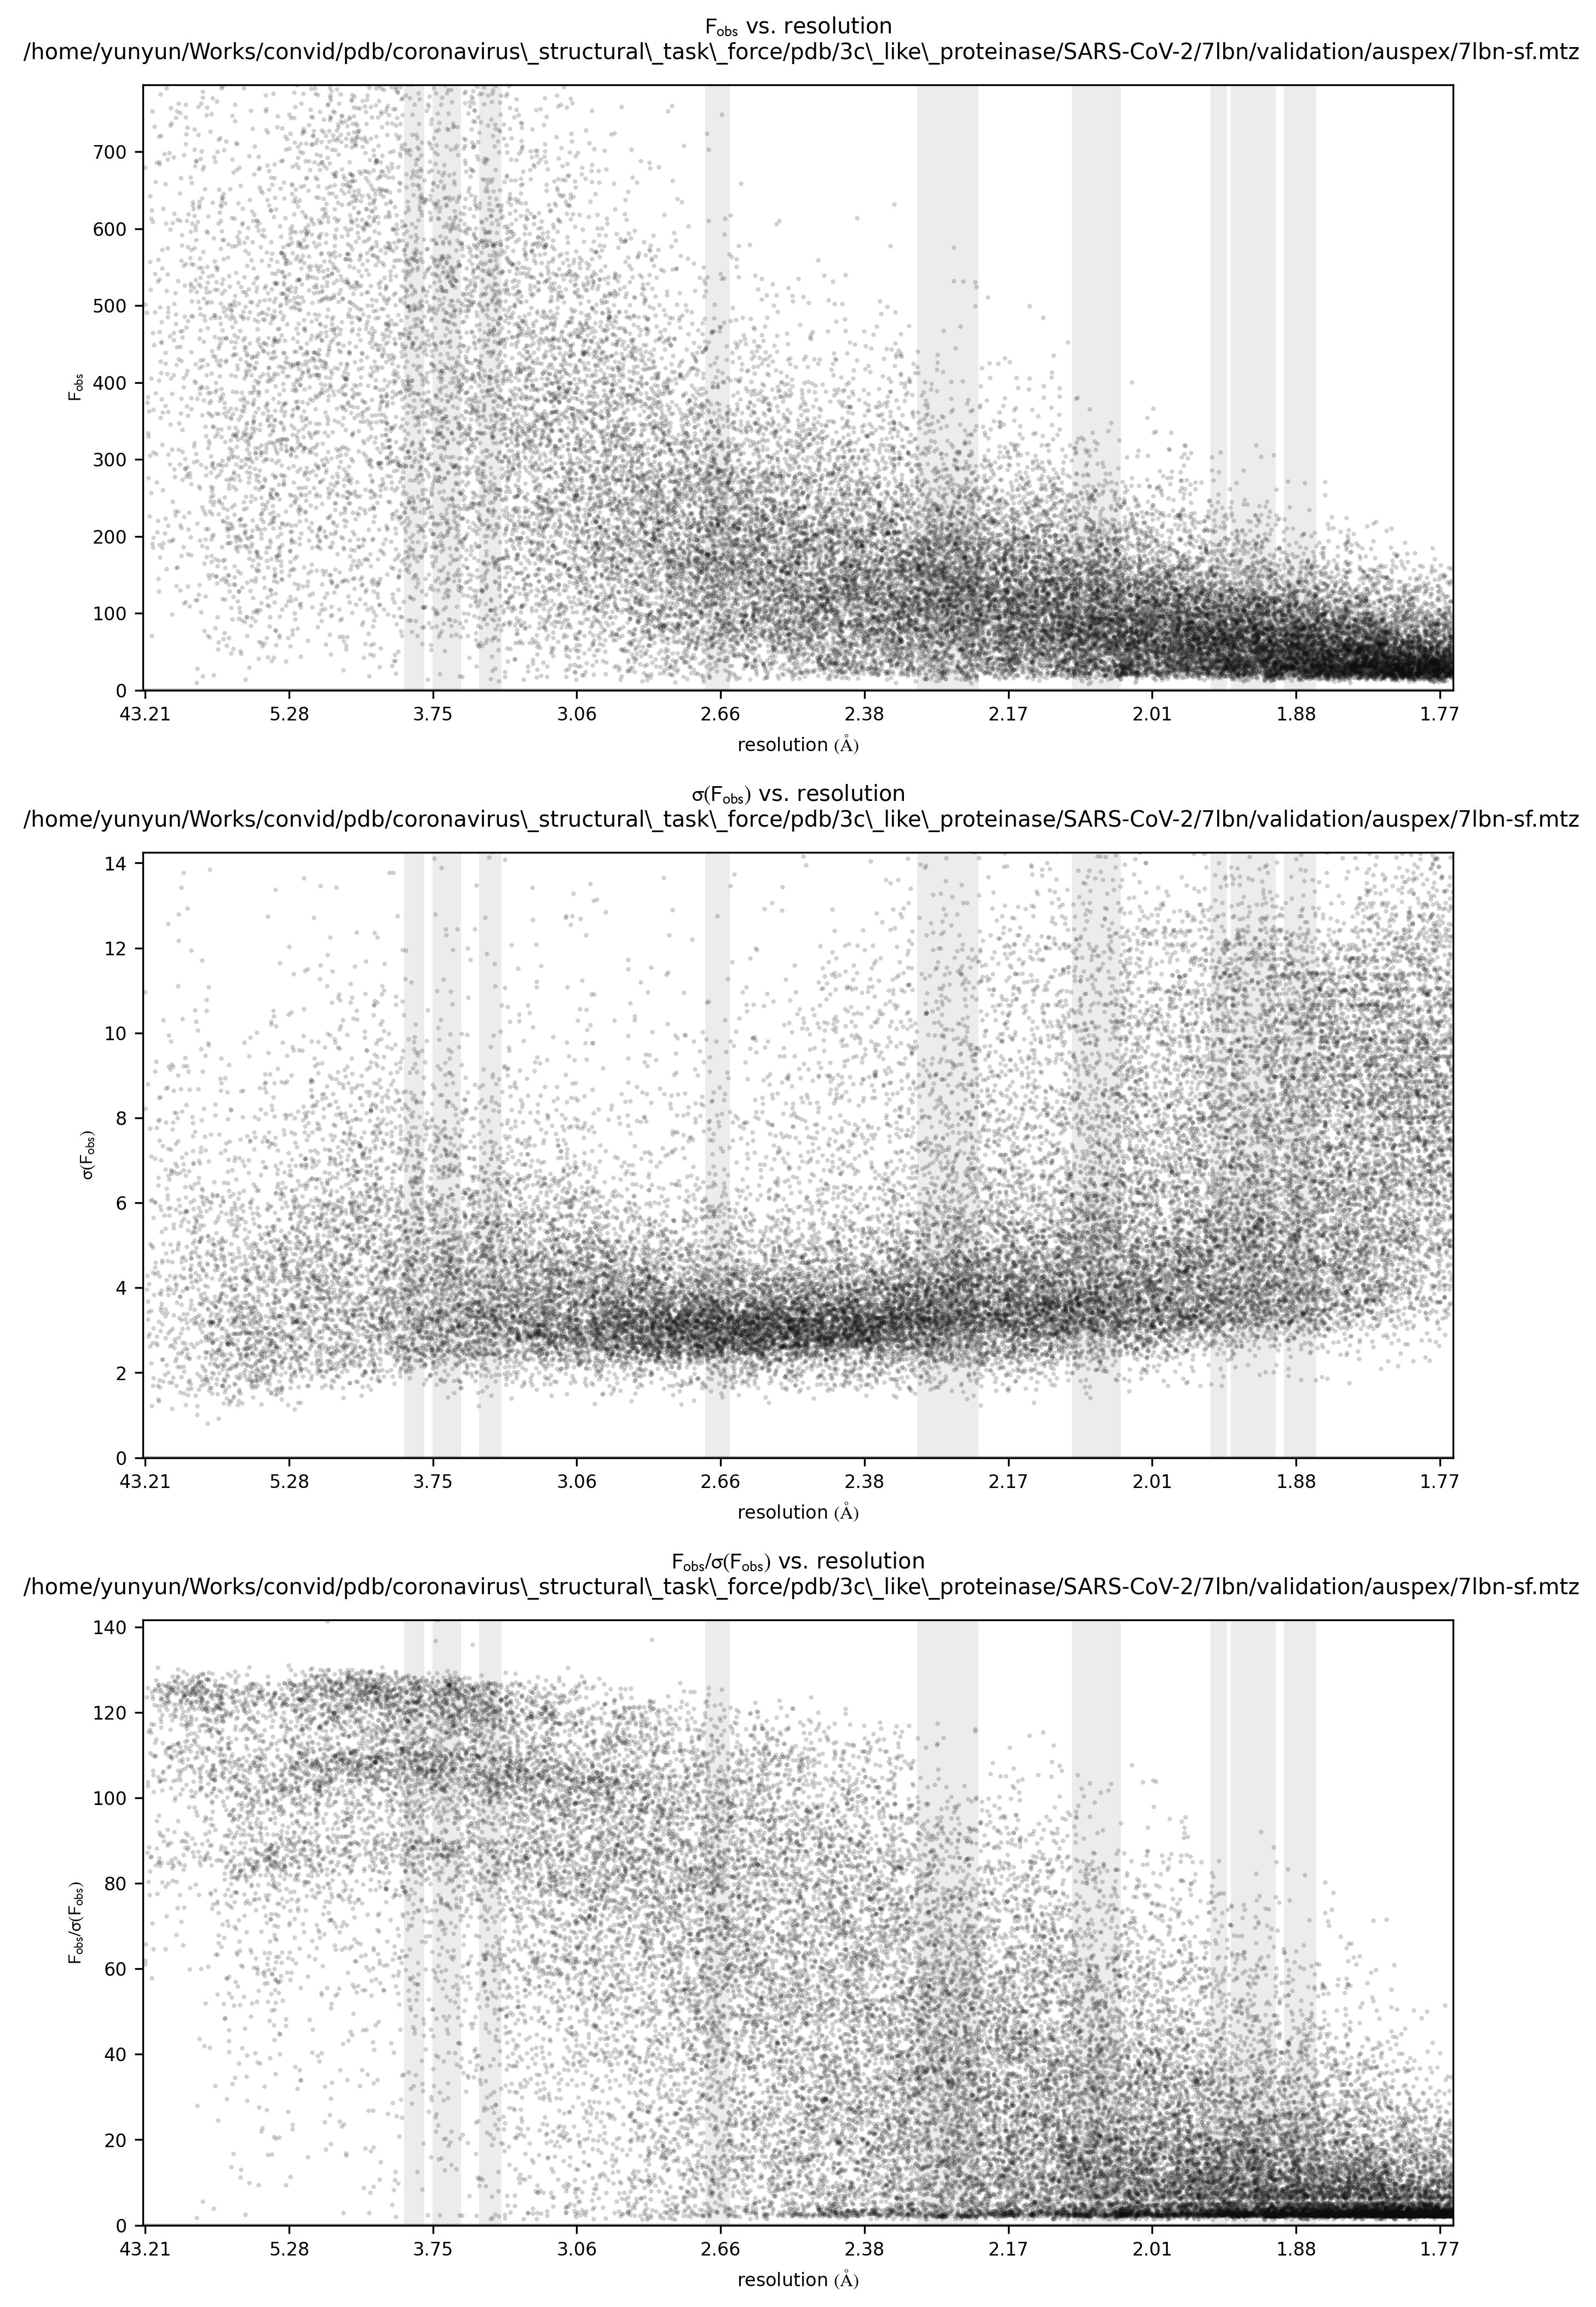 Fobs vs. resolution
/home/yunyun/Works/convid/pdb/coronavirus\_structural\_task\_force/pdb/3c\_like\_proteinase/SARS-CoV-2/7lbn/validation/auspex/7lbn-sf.mtz
Fobs
700
600
500
400
300
200
100
0
43.21 5.28 3.75 3.06 2.66 2.38 2.17 2.01 1.88 1.77
resolution (Å)
σ(Fobs) vs. resolution
/home/yunyun/Works/convid/pdb/coronavirus\_structural\_task\_force/pdb/3c\_like\_proteinase/SARS-CoV-2/7lbn/validation/auspex/7lbn-sf.mtz
σ(Fobs)
14
12
10
8
6
4
2
0
43.21 5.28 3.75 3.06 2.66 2.38 2.17 2.01 1.88 1.77
resolution (Å)
Fobs/σ(Fobs) vs. resolution
/home/yunyun/Works/convid/pdb/coronavirus\_structural\_task\_force/pdb/3c\_like\_proteinase/SARS-CoV-2/7lbn/validation/auspex/7lbn-sf.mtz
Fobs/σ(Fobs)
140
120
100
80
60
40
20
0
43.21 5.28 3.75 3.06 2.66 2.38 2.17 2.01 1.88 1.77
resolution (Å)